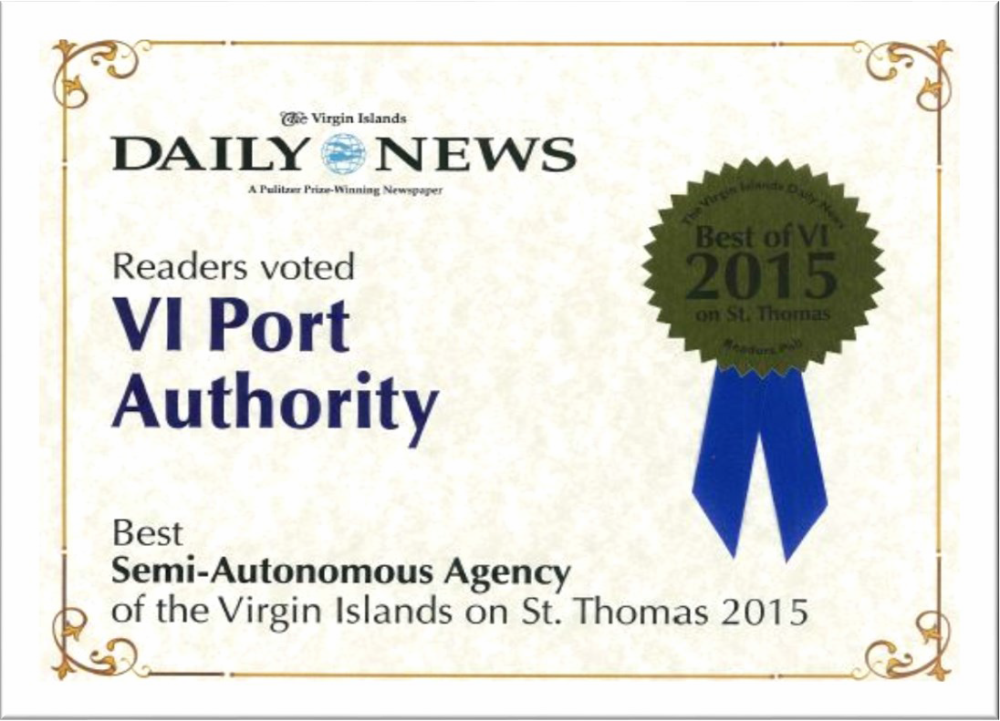 The Virgin Islands
DAILY NEWS
A Pulitzer Prize-Winning Newspaper
Readers voted
VI Port
Authority
The Virgin Islands Daily News
Best of VI
2015
on St. Thomas
Readers Poll
Best
Semi-Autonomous Agency
of the Virgin Islands on St. Thomas 2015